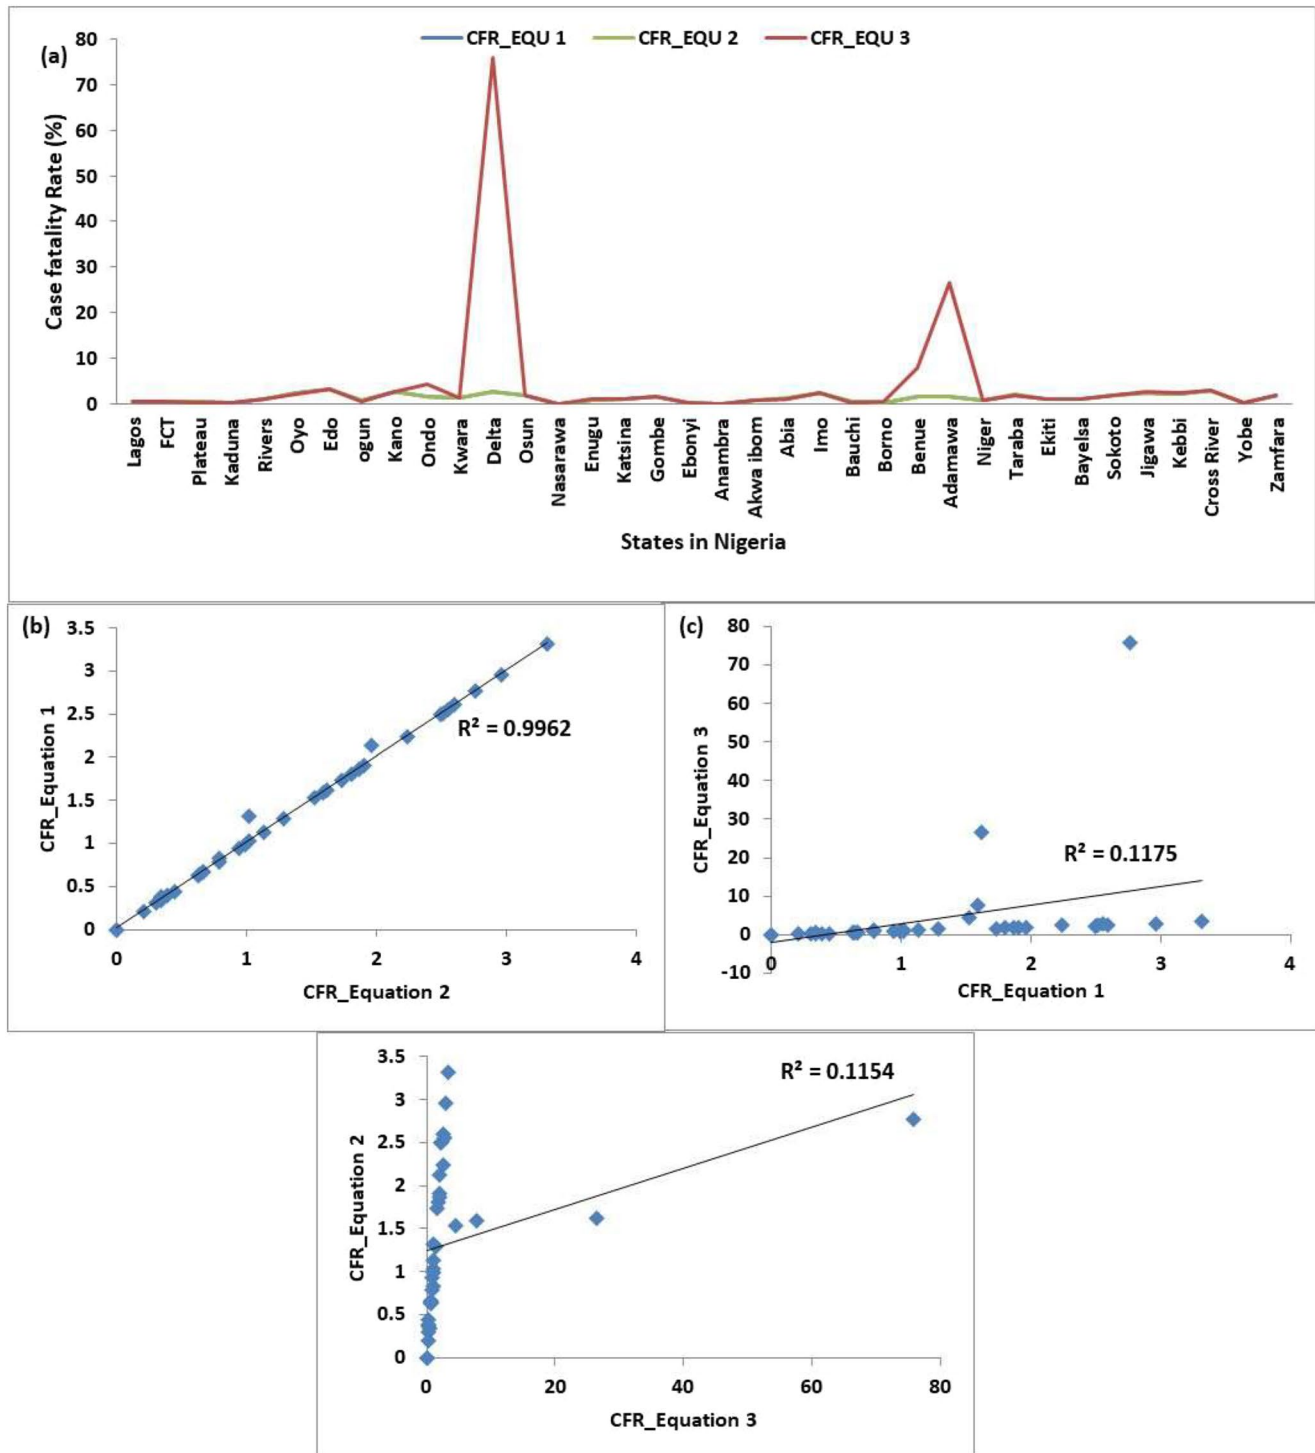 (a)
CFR_EQU 1 CFR_EQU 2 CFR_EQU 3
Case fatality Rate (%)
80
70
60
50
40
30
20
10
0
Lagos
FCT
Plateau
Kaduna
Rivers
Oyo
Edo
ogun
Kano
Ondo
Kwara
Delta
Osun
Nasarawa
Enugu
Katsina
Gombe
Ebonyi
Anambra
Akwa ibom
Abia
Imo
Bauchi
Borno
Benue
Adamawa
Niger
Taraba
Ekiti
Bayelsa
Sokoto
Jigawa
Kebbi
Cross River
Yobe
Zamfara
States in Nigeria
(b)
CFR_Equation 1
3.5
3
2.5
2
1.5
1
0.5
0
R² = 0.9962
0 1 2 3 4
CFR_Equation 2
(c)
CFR_Equation 3
80
70
60
50
40
30
20
10
0
-10
R² = 0.1175
0 1 2 3 4
CFR_Equation 1
CFR_Equation 2
3.5
3
2.5
2
1.5
1
0.5
0
R² = 0.1154
0 20 40 60 80
CFR_Equation 3